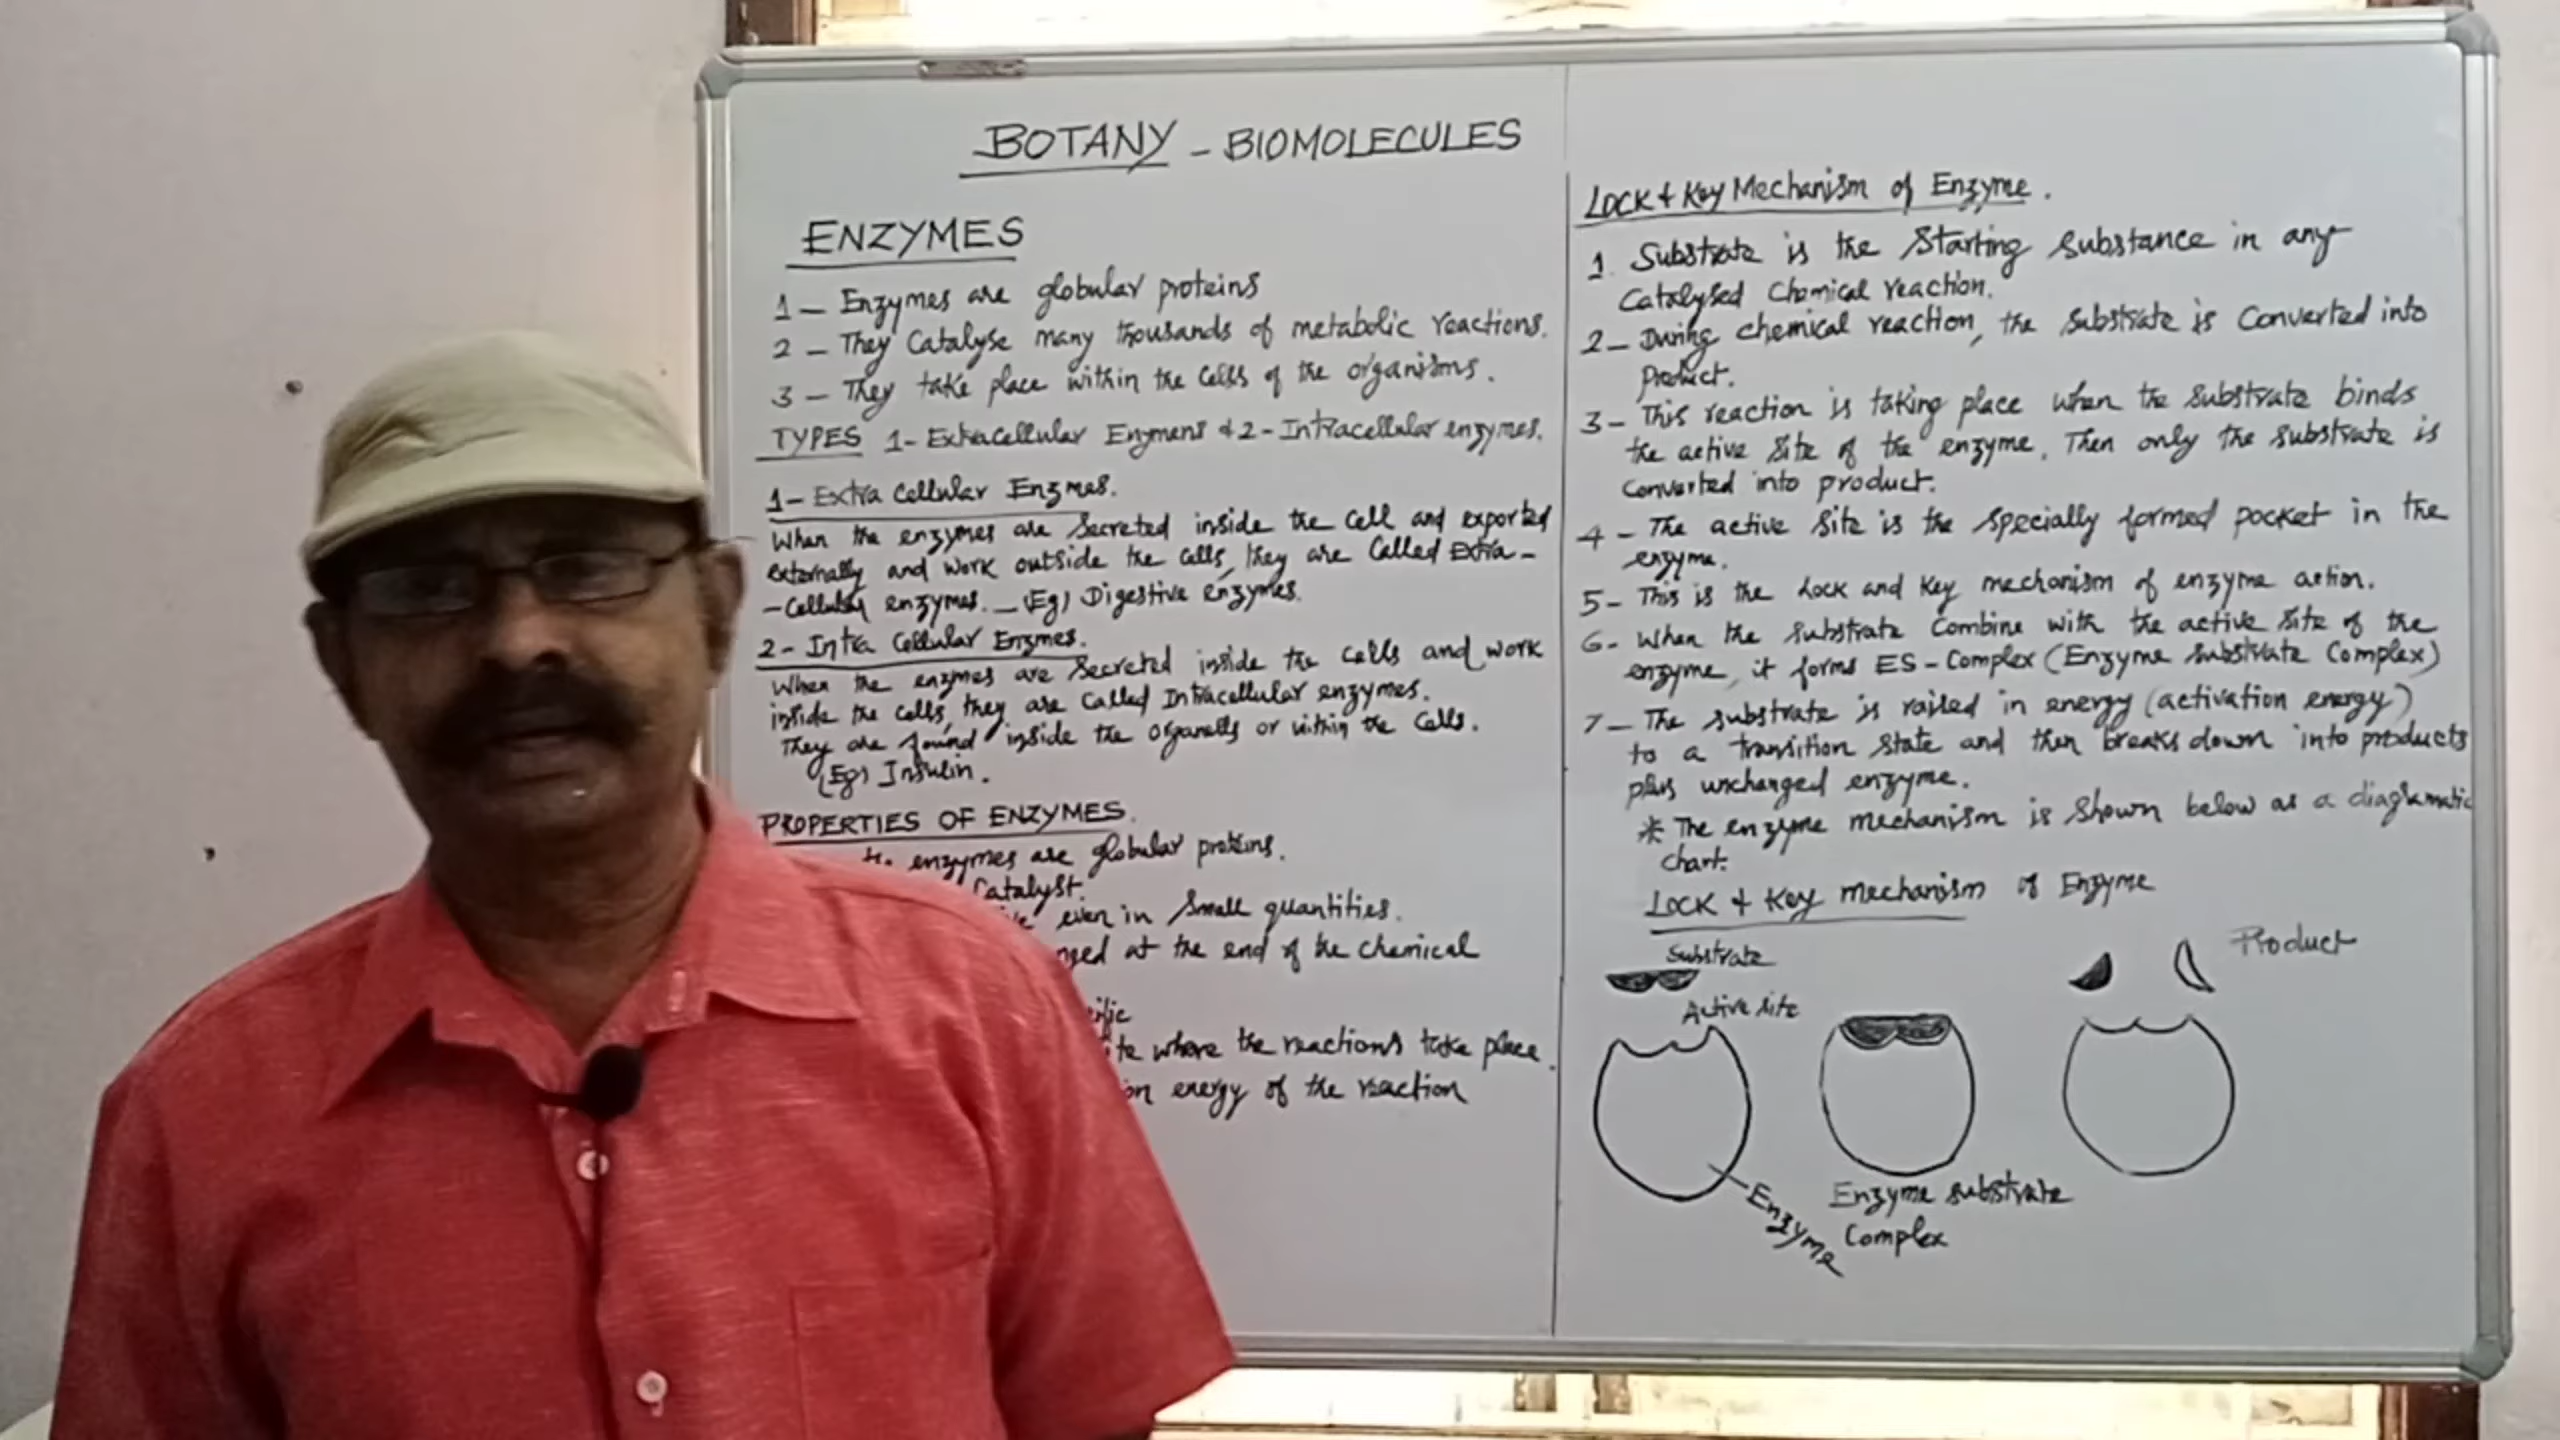 BOTANY - BIOMOLECULES
ENZYMES
1 - Enzymes are globular proteins
2 - They Catalyse many thousands of metabolic reactions.
3 - They take place within the cells of the organisms.
TYPES 1- Extracellular Enymens & 2- Intracellular enzymes.
1- Extra Cellular Enzmes.
When the enzymes are secreted inside the cell and exported
externally and work outside the cells, they are Called Extra-
-Cellular enzymes. - (Eg) Digestive enzymes.
2- Intra Cellular Enzmes.
When the enzmes are secreted inside the cells and work
inside the cells, they are called Intracellular enzymes.
They are found inside the organells or within the cells.
(Eg) Insulin.
PROPERTIES OF ENZYMES.
the enzymes are globular proteins.
Catalyst.
even in small quantities.
at the end of the chemical
where the reactions take place.
energy of the reaction
Lock & Key Mechanism of Enzyme.
1. Substrate is the Starting substance in any
Catalysed Chemical reaction.
2- During chemical reaction, the substrate is Converted into
Product.
3- This reaction is taking place when the substrate binds
the active site of the enzyme. Then only the substrate is
Converted into product.
4- The active site is the specially formed pocket in the
enzyme.
5- This is the Lock and Key mechanism of enzyme action.
6- When the substrate combine with the active site of the
enzyme, it forms ES-Complex (Enzyme substrate Complex)
7- The substrate is raised in energy (activation energy)
to a transition state and then breaks down into products
plus unchanged enzyme.
* The enzyme mechanism is shown below as a diagramatic
chart.
Lock & Key mechanism of Enzyme
Substrate
Product
Active site
Enzyme
Enzyme substrate
Complex